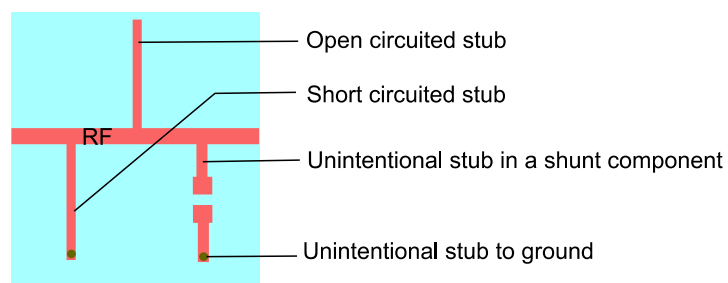 Open circuited stub
Short circuited stub
RF
Unintentional stub in a shunt component
Unintentional stub to ground